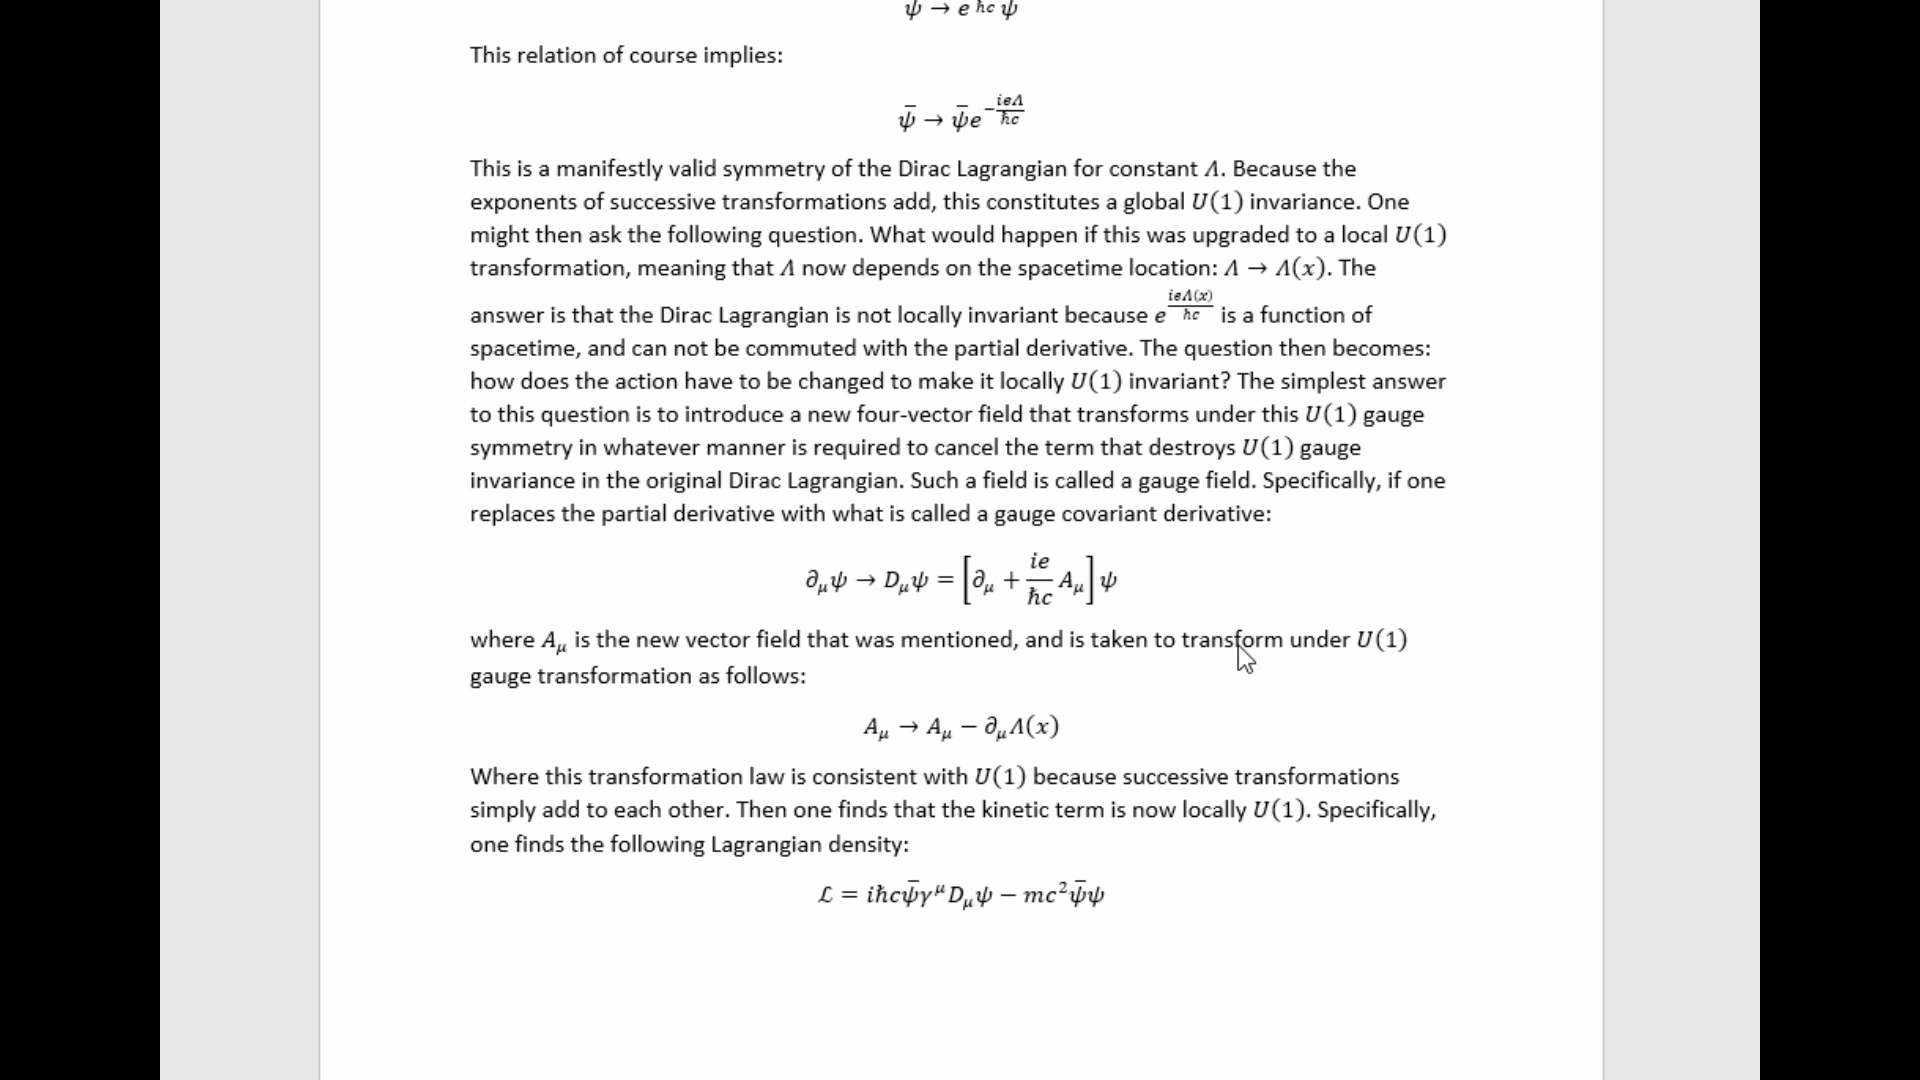 ψ → e ħc ψ
This relation of course implies:
ψ̄ → ψ̄e^{-\frac{ieΛ}{ħc}}
This is a manifestly valid symmetry of the Dirac Lagrangian for constant Λ. Because the
exponents of successive transformations add, this constitutes a global U(1) invariance. One
might then ask the following question. What would happen if this was upgraded to a local U(1)
transformation, meaning that Λ now depends on the spacetime location: Λ → Λ(x). The
answer is that the Dirac Lagrangian is not locally invariant because e^{\frac{ieΛ(x)}{ħc}} is a function of
spacetime, and can not be commuted with the partial derivative. The question then becomes:
how does the action have to be changed to make it locally U(1) invariant? The simplest answer
to this question is to introduce a new four-vector field that transforms under this U(1) gauge
symmetry in whatever manner is required to cancel the term that destroys U(1) gauge
invariance in the original Dirac Lagrangian. Such a field is called a gauge field. Specifically, if one
replaces the partial derivative with what is called a gauge covariant derivative:
∂_μψ → D_μψ = [∂_μ + \frac{ie}{ħc} A_μ] ψ
where A_μ is the new vector field that was mentioned, and is taken to transform under U(1)
gauge transformation as follows:
A_μ → A_μ − ∂_μΛ(x)
Where this transformation law is consistent with U(1) because successive transformations
simply add to each other. Then one finds that the kinetic term is now locally U(1). Specifically,
one finds the following Lagrangian density:
ℒ = iħcψ̄γ^μD_μψ − mc²ψ̄ψ